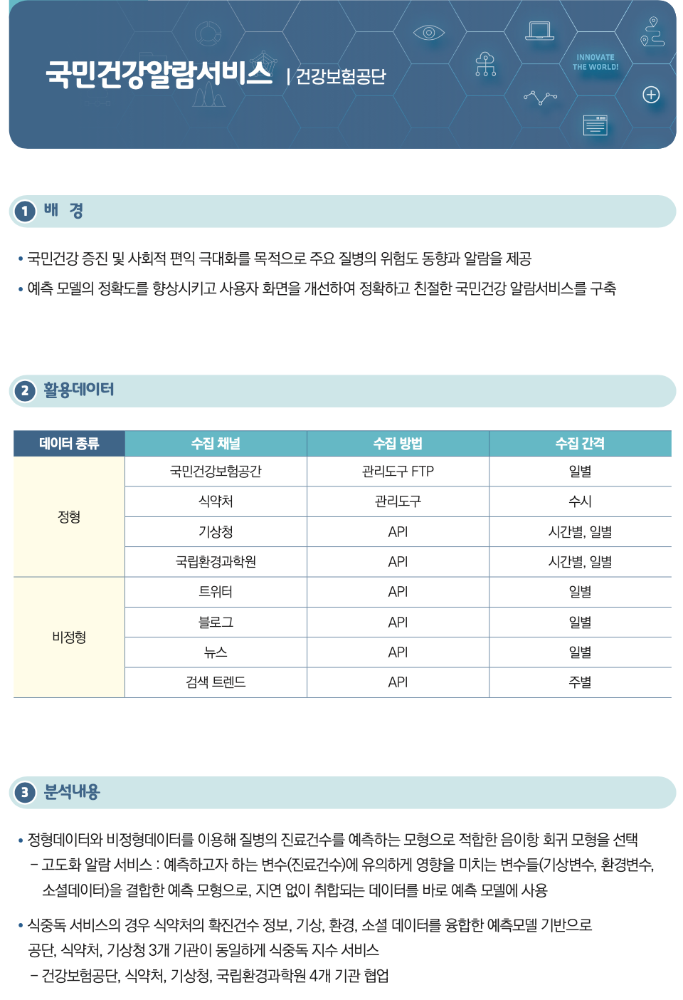 국민건강알람서비스 | 건강보험공단
INNOVATE
THE WORLD!
1 배 경
• 국민건강 증진 및 사회적 편익 극대화를 목적으로 주요 질병의 위험도 동향과 알람을 제공
• 예측 모델의 정확도를 향상시키고 사용자 화면을 개선하여 정확하고 친절한 국민건강 알람서비스를 구축
2 활용데이터
데이터 종류 수집 채널 수집 방법 수집 간격
정형 국민건강보험공간 관리도구 FTP 일별
식약처 관리도구 수시
기상청 API 시간별, 일별
국립환경과학원 API 시간별, 일별
비정형 트위터 API 일별
블로그 API 일별
뉴스 API 일별
검색 트렌드 API 주별
3 분석내용
• 정형데이터와 비정형데이터를 이용해 질병의 진료건수를 예측하는 모형으로 적합한 음이항 회귀 모형을 선택
– 고도화 알람 서비스 : 예측하고자 하는 변수(진료건수)에 유의하게 영향을 미치는 변수들(기상변수, 환경변수,
소셜데이터)을 결합한 예측 모형으로, 지연 없이 취합되는 데이터를 바로 예측 모델에 사용
• 식중독 서비스의 경우 식약처의 확진건수 정보, 기상, 환경, 소셜 데이터를 융합한 예측모델 기반으로
공단, 식약처, 기상청 3개 기관이 동일하게 식중독 지수 서비스
– 건강보험공단, 식약처, 기상청, 국립환경과학원 4개 기관 협업